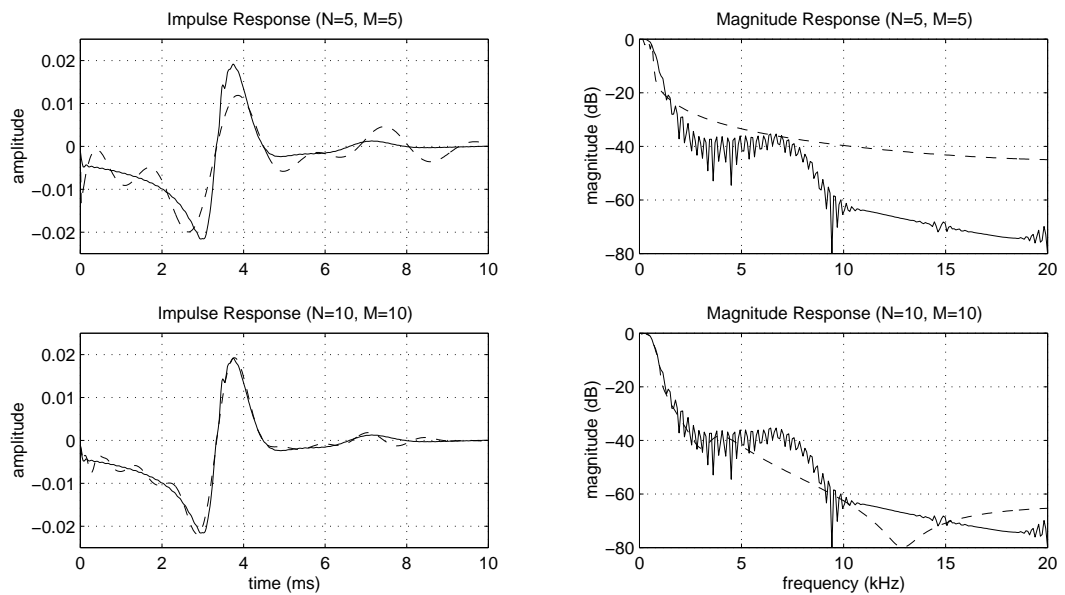 Impulse Response (N=5, M=5)
amplitude
0.02
0.01
0
−0.01
−0.02
0 2 4 6 8 10
Magnitude Response (N=5, M=5)
magnitude (dB)
0
−20
−40
−60
−80
0 5 10 15 20
Impulse Response (N=10, M=10)
amplitude
0.02
0.01
0
−0.01
−0.02
0 2 4 6 8 10
time (ms)
Magnitude Response (N=10, M=10)
magnitude (dB)
0
−20
−40
−60
−80
0 5 10 15 20
frequency (kHz)